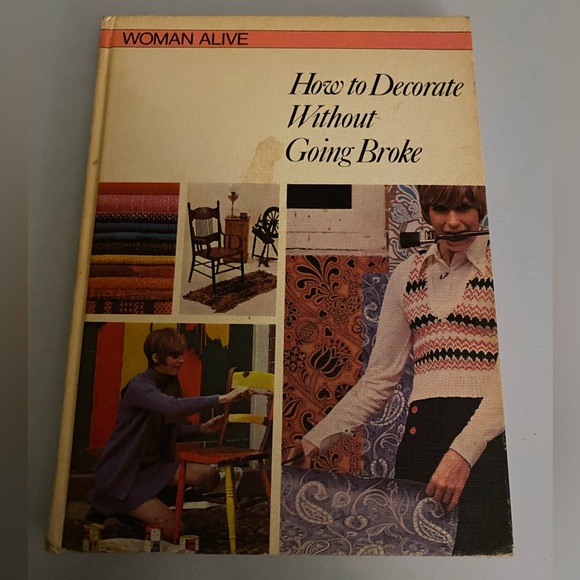 WOMAN ALIVE
How to Decorate
Without
Going Broke